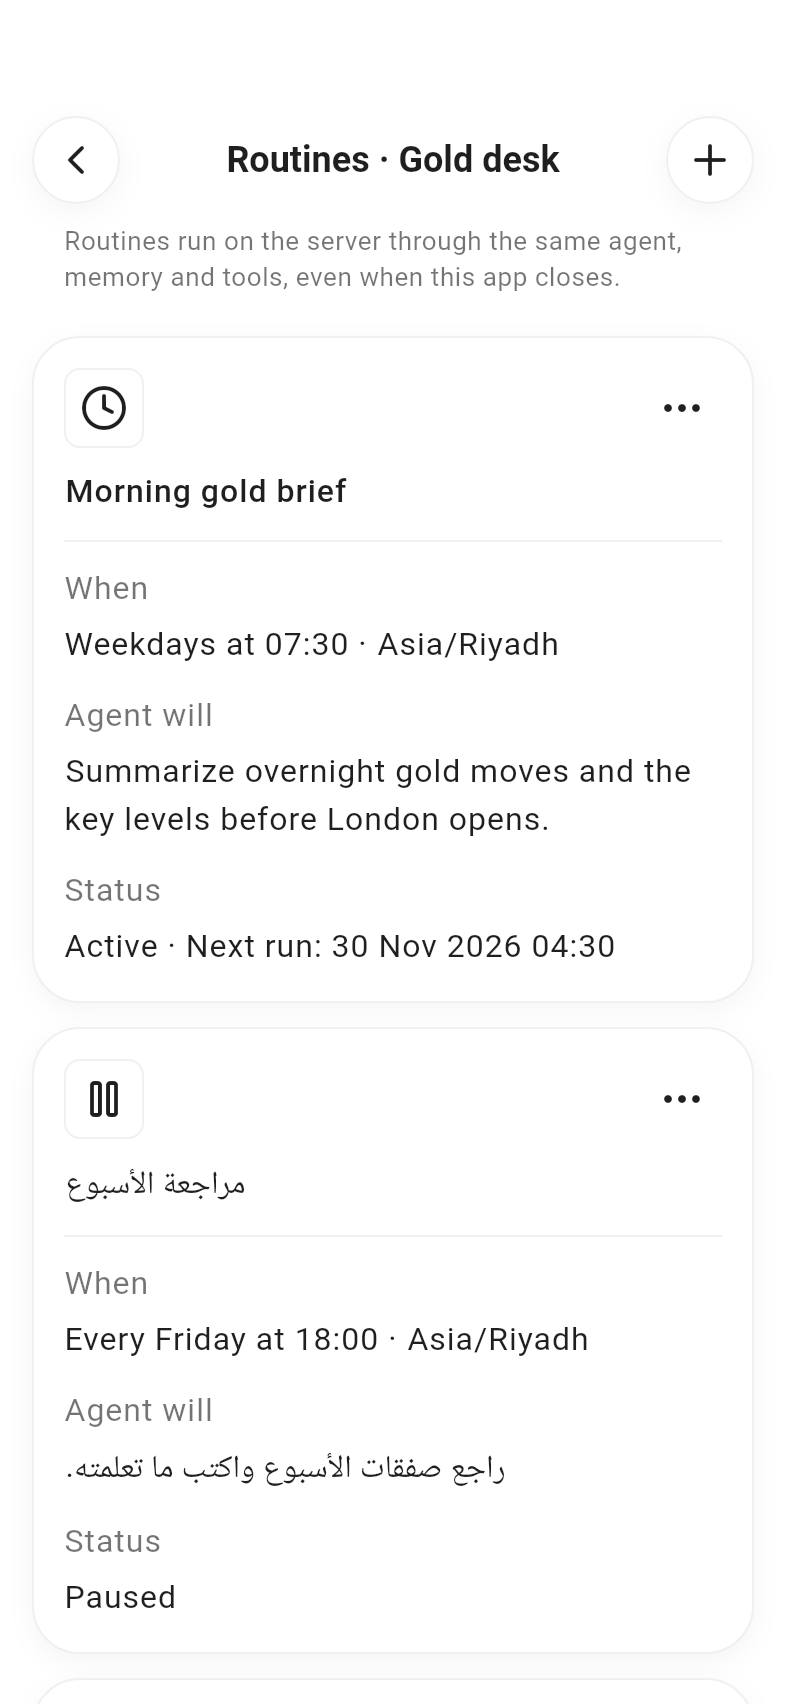 Routines · Gold desk
Routines run on the server through the same agent,
memory and tools, even when this app closes.
Morning gold brief
When
Weekdays at 07:30 · Asia/Riyadh
Agent will
Summarize overnight gold moves and the
key levels before London opens.
Status
Active · Next run: 30 Nov 2026 04:30
مراجعة الأسبوع
When
Every Friday at 18:00 · Asia/Riyadh
Agent will
راجع صفقات الأسبوع واكتب ما تعلمته.
Status
Paused